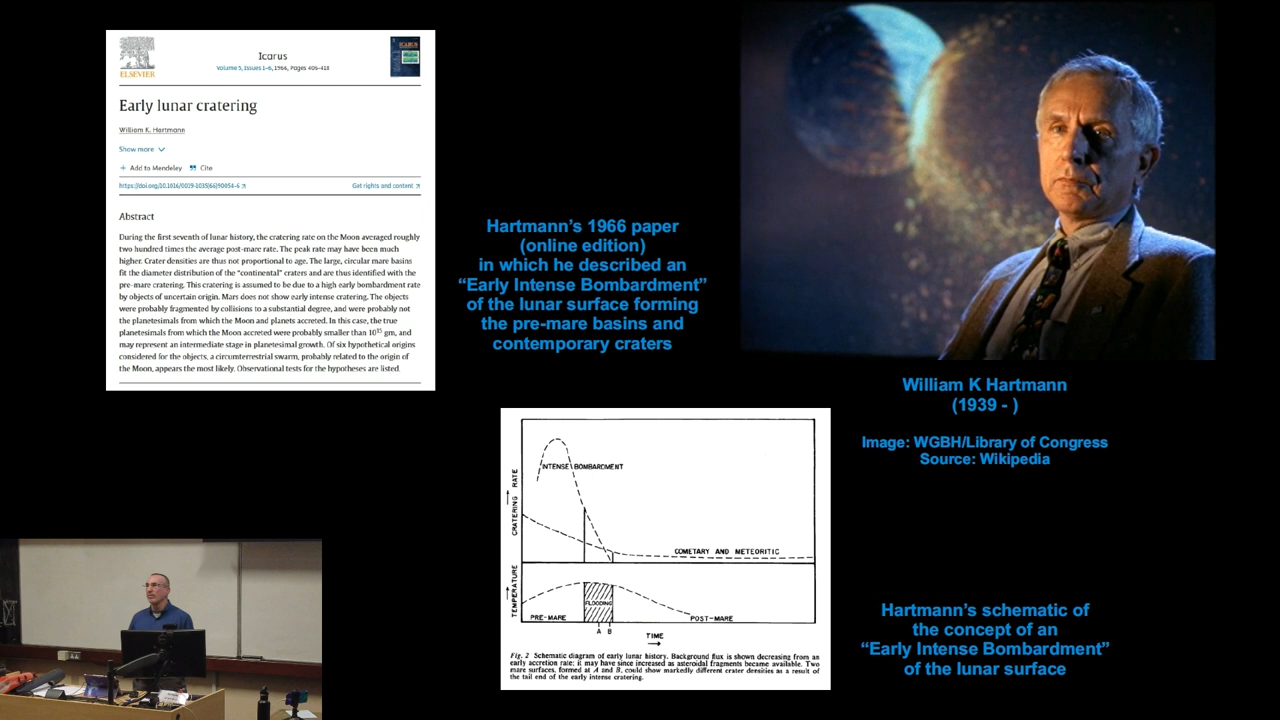 ELSEVIER
Icarus
Volume 5, Issues 1–6, 1966, Pages 406-418
ICARUS
Early lunar cratering
William K. Hartmann
Show more
+ Add to Mendeley Cite
https://doi.org/10.1016/0019-1035(66)90054-6
Get rights and content
Abstract
During the first seventh of lunar history, the cratering rate on the Moon averaged roughly
two hundred times the average post-mare rate. The peak rate may have been much
higher. Crater densities are thus not proportional to age. The large, circular mare basins
fit the diameter distribution of the "continental" craters and are thus identified with the
pre-mare cratering. This cratering is assumed to be due to a high early bombardment rate
by objects of uncertain origin. Mars does not show early intense cratering. The objects
were probably fragmented by collisions to a substantial degree, and were probably not
the planetesimals from which the Moon and planets accreted. In this case, the true
planetesimals from which the Moon accreted were probably smaller than 10¹⁵ gm, and
may represent an intermediate stage in planetesimal growth. Of six hypothetical origins
considered for the objects, a circumterrestrial swarm, probably related to the origin of
the Moon, appears the most likely. Observational tests for the hypotheses are listed.
Hartmann's 1966 paper
(online edition)
in which he described an
"Early Intense Bombardment"
of the lunar surface forming
the pre-mare basins and
contemporary craters
William K Hartmann
(1939 - )
Image: WGBH/Library of Congress
Source: Wikipedia
CRATERING RATE
INTENSE BOMBARDMENT
COMETARY AND METEORITIC
TEMPERATURE
FLOODING
PRE-MARE
POST-MARE
A B
TIME
Fig. 2 Schematic diagram of early lunar history. Background flux is shown decreasing from an
early accretion rate; it may have since increased as asteroidal fragments became available. Two
mare surfaces, formed at A and B, could show markedly different crater densities as a result of
the tail end of the early intense cratering.
Hartmann's schematic of
the concept of an
"Early Intense Bombardment"
of the lunar surface